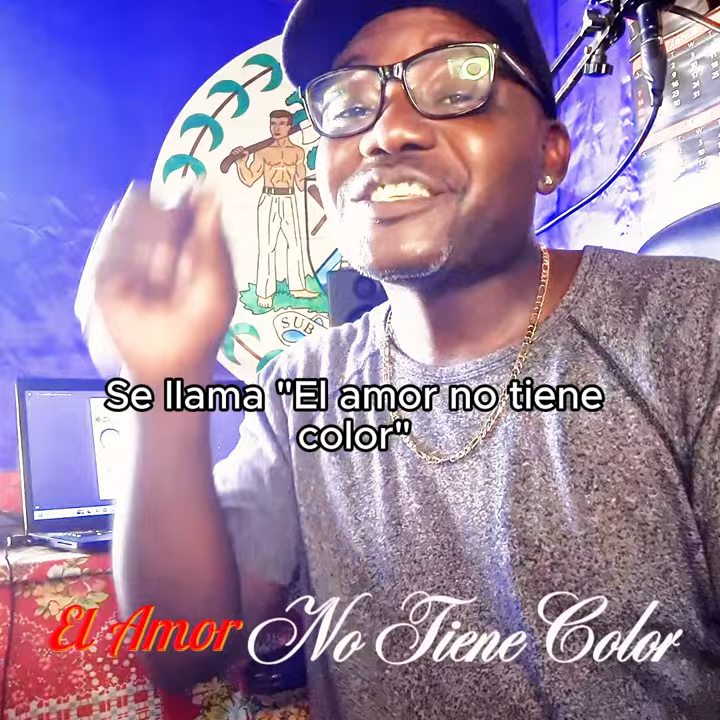 SUB
Se llama "El amor no tiene
color"
El Amor No Tiene Color